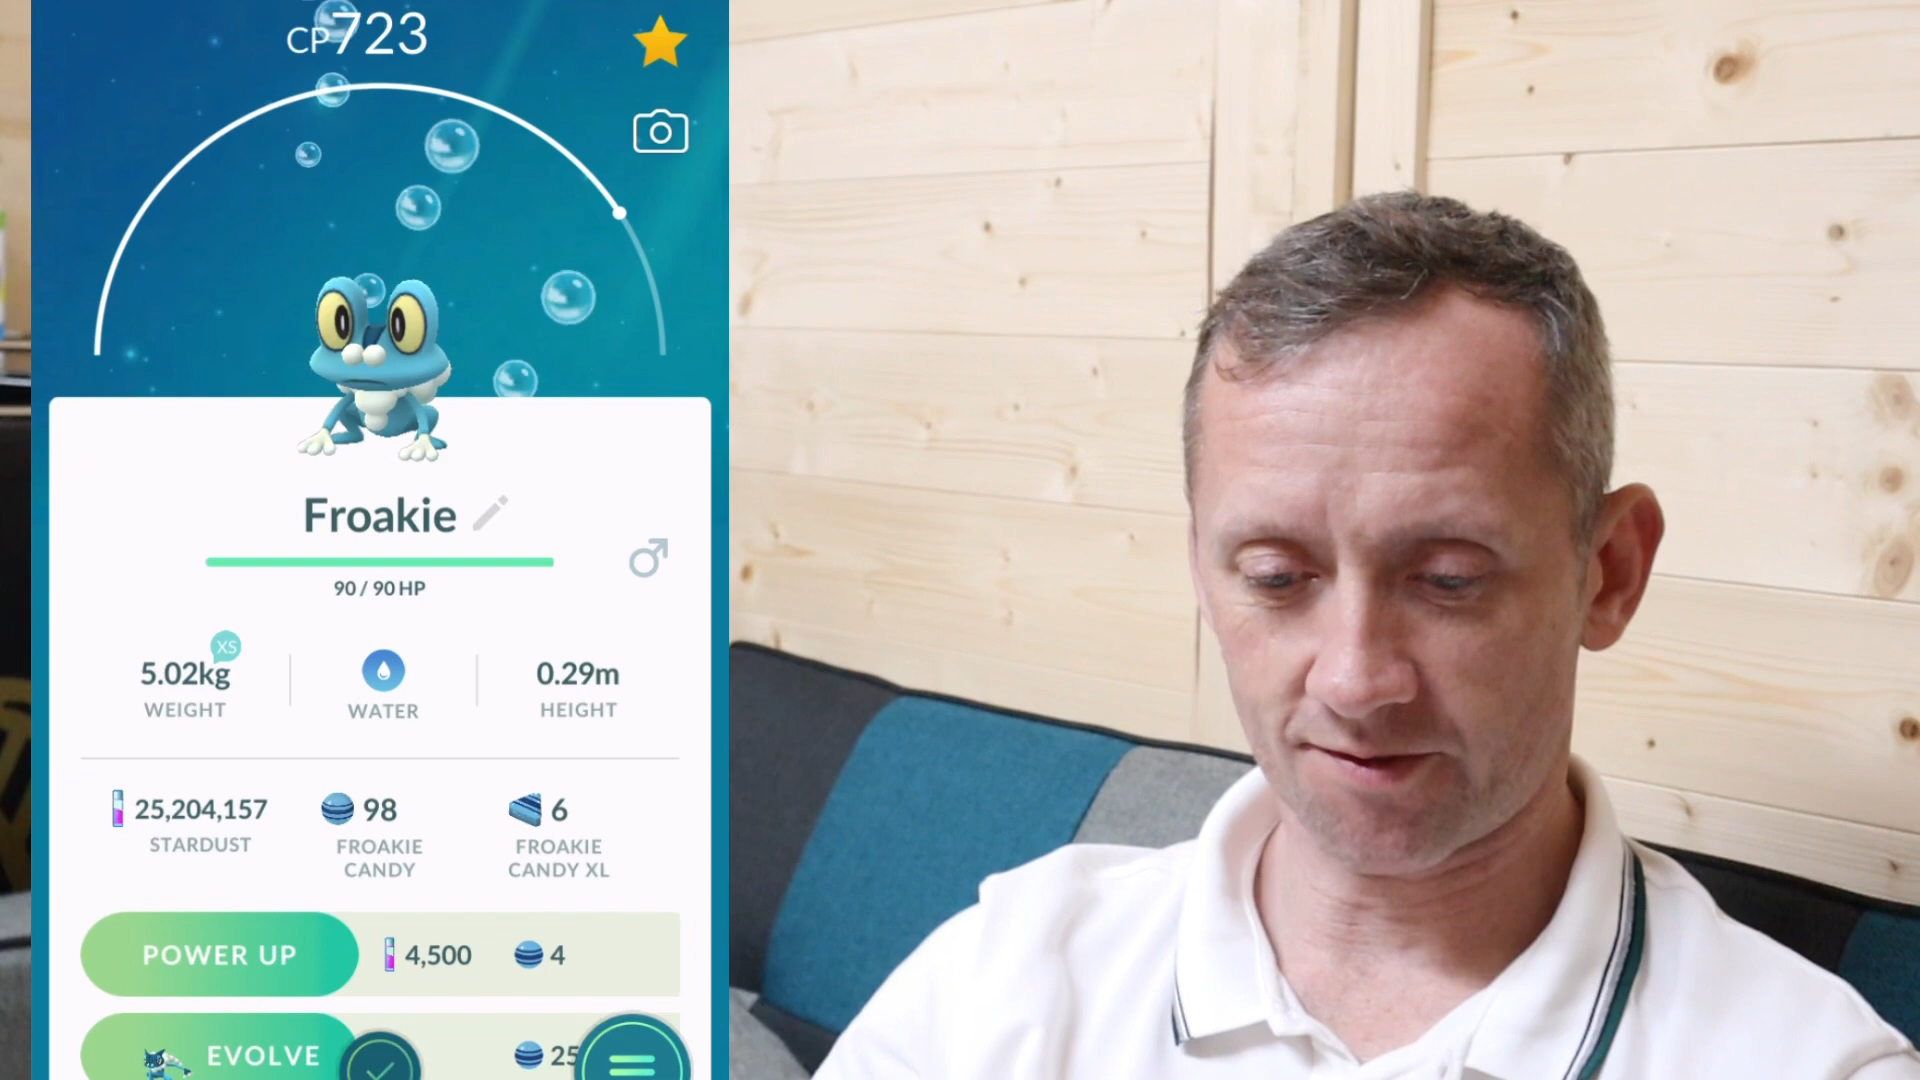 CP723
Froakie
90 / 90 HP
XS
5.02kg
WEIGHT
WATER
0.29m
HEIGHT
25,204,157
STARDUST
98
FROAKIE
CANDY
6
FROAKIE
CANDY XL
POWER UP
4,500
4
EVOLVE
25